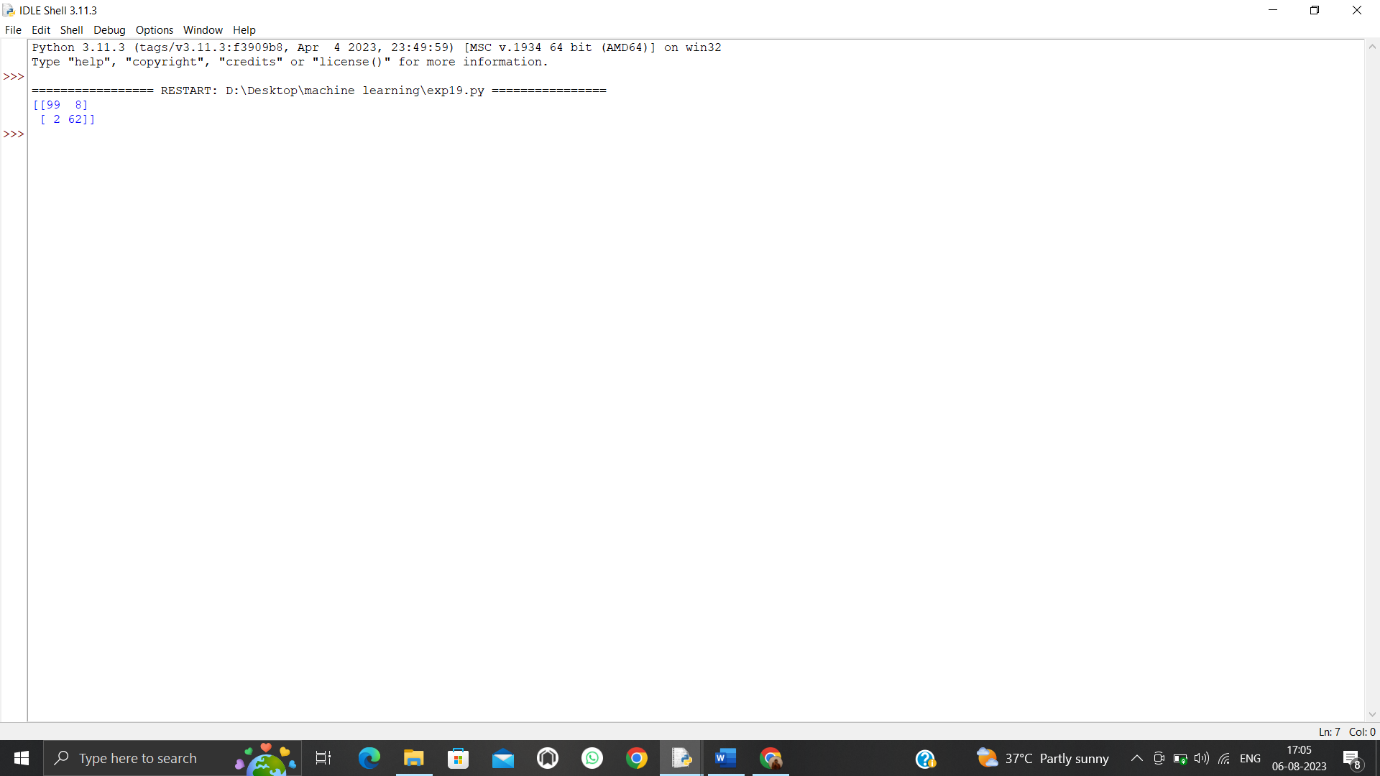 IDLE Shell 3.11.3
File Edit Shell Debug Options Window Help
Python 3.11.3 (tags/v3.11.3:f3909b8, Apr  4 2023, 23:49:59) [MSC v.1934 64 bit (AMD64)] on win32
Type "help", "copyright", "credits" or "license()" for more information.
>>>
================= RESTART: D:\Desktop\machine learning\exp19.py ================
[[99  8]
 [ 2 62]]
>>>
Ln: 7 Col: 0
Type here to search
W
37°C Partly sunny
ENG
17:05
06-08-2023
8